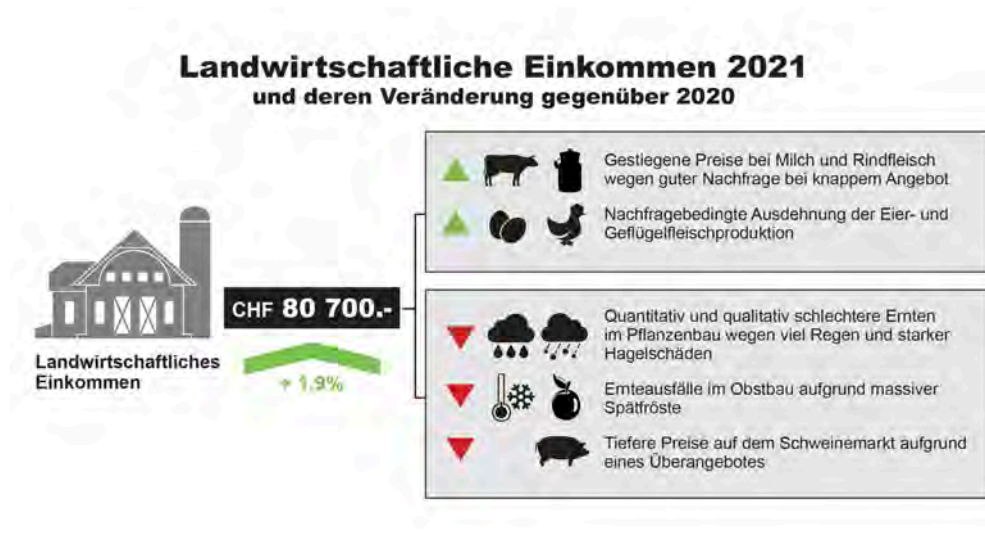 Landwirtschaftliche Einkommen 2021
und deren Veränderung gegenüber 2020
Gestiegene Preise bei Milch und Rindfleisch
wegen guter Nachfrage bei knappem Angebot
Nachfragebedingte Ausdehnung der Eier- und
Geflügelfleischproduktion
CHF 80 700.-
Landwirtschaftliches
Einkommen
+ 1.9%
Quantitativ und qualitativ schlechtere Ernten
im Pflanzenbau wegen viel Regen und starker
Hagelschäden
Ernteausfälle im Obstbau aufgrund massiver
Spätfröste
Tiefere Preise auf dem Schweinemarkt aufgrund
eines Überangebotes